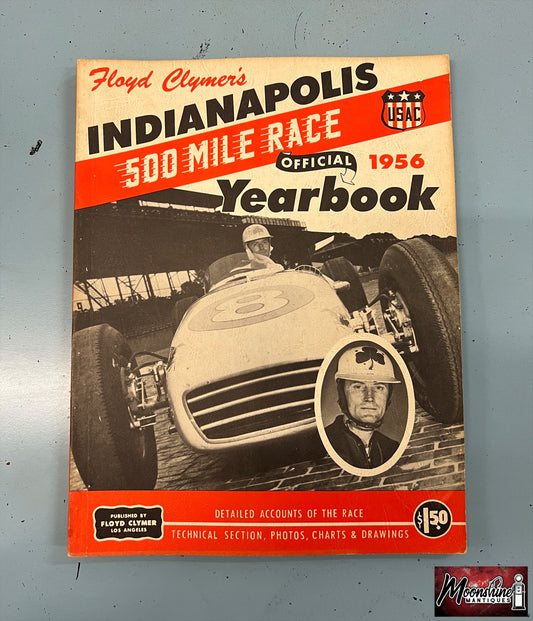 Floyd Clymer's
INDIANAPOLIS
500 MILE RACE
USAC
OFFICIAL 1956
Yearbook
8
PUBLISHED BY
FLOYD CLYMER
LOS ANGELES
DETAILED ACCOUNTS OF THE RACE
TECHNICAL SECTION, PHOTOS, CHARTS & DRAWINGS
$1.50
Moonshine
MANTIQUES